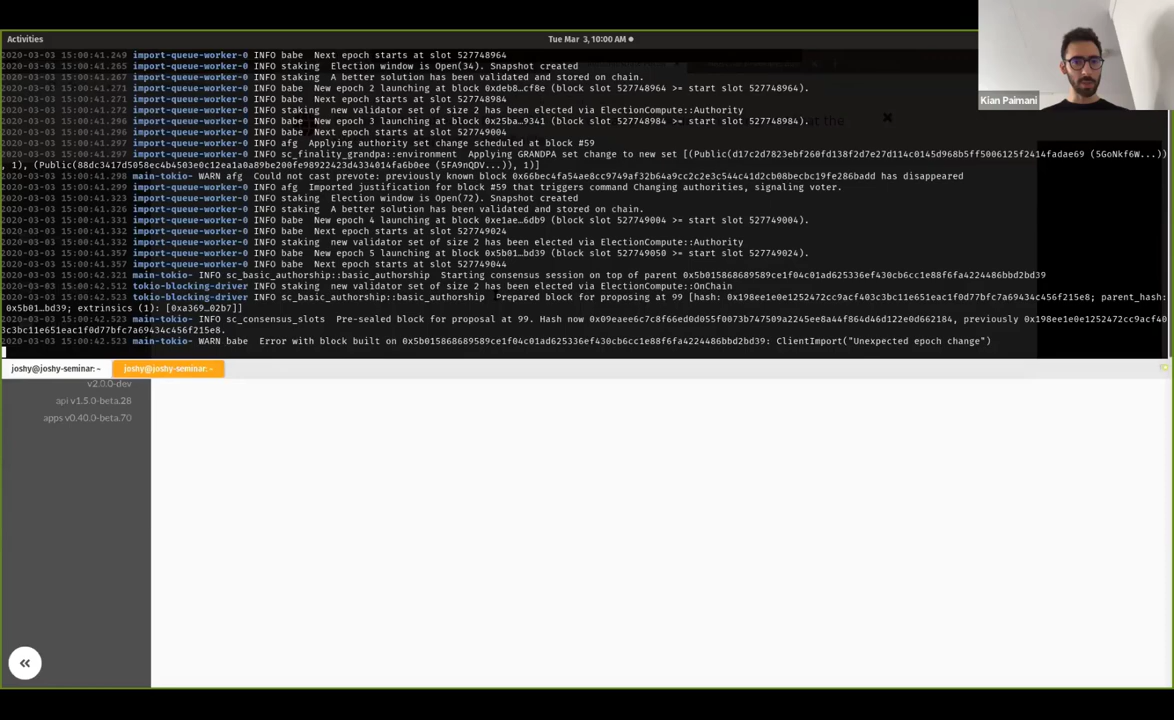 Activities
Tue Mar 3, 10:00 AM
2020-03-03 15:00:41.249 import-queue-worker-0 INFO babe Next epoch starts at slot 527748964
2020-03-03 15:00:41.265 import-queue-worker-0 INFO staking Election window is Open(34). Snapshot created
2020-03-03 15:00:41.267 import-queue-worker-0 INFO staking A better solution has been validated and stored on chain.
2020-03-03 15:00:41.271 import-queue-worker-0 INFO babe New epoch 2 launching at block 0xdeb8…cf8e (block slot 527748964 >= start slot 527748964).
2020-03-03 15:00:41.271 import-queue-worker-0 INFO babe Next epoch starts at slot 527748984
2020-03-03 15:00:41.272 import-queue-worker-0 INFO staking new validator set of size 2 has been elected via ElectionCompute::Authority
2020-03-03 15:00:41.296 import-queue-worker-0 INFO babe New epoch 3 launching at block 0x25ba…9341 (block slot 527748984 >= start slot 527748984).
at the
2020-03-03 15:00:41.296 import-queue-worker-0 INFO babe Next epoch starts at slot 527749004
2020-03-03 15:00:41.296 import-queue-worker-0 INFO afg Applying authority set change scheduled at block #59
2020-03-03 15:00:41.297 import-queue-worker-0 INFO sc_finality_grandpa::environment Applying GRANDPA set change to new set [(Public(d17c2d7823ebf260fd138f2d7e27d114c0145d968b5ff5006125f2414fadae69 (5GoNkf6W...))
, 1), (Public(88dc3417d5058ec4b4503e0c12ea1a0a89be200fe98922423d4334014fa6b0ee (5FA9nQDV...)), 1)]
2020-03-03 15:00:41.298 main-tokio- WARN afg Could not cast prevote: previously known block 0x66bec4fa54ae8cc9749af32b64a9cc2c2e3c544c41d2cb08becbc19fe286badd has disappeared
2020-03-03 15:00:41.299 import-queue-worker-0 INFO afg Imported justification for block #59 that triggers command Changing authorities, signaling voter.
2020-03-03 15:00:41.323 import-queue-worker-0 INFO staking Election window is Open(72). Snapshot created
2020-03-03 15:00:41.326 import-queue-worker-0 INFO staking A better solution has been validated and stored on chain.
2020-03-03 15:00:41.331 import-queue-worker-0 INFO babe New epoch 4 launching at block 0xe1ae…6db9 (block slot 527749004 >= start slot 527749004).
2020-03-03 15:00:41.332 import-queue-worker-0 INFO babe Next epoch starts at slot 527749024
2020-03-03 15:00:41.332 import-queue-worker-0 INFO staking new validator set of size 2 has been elected via ElectionCompute::Authority
2020-03-03 15:00:41.357 import-queue-worker-0 INFO babe New epoch 5 launching at block 0x5b01…bd39 (block slot 527749050 >= start slot 527749024).
2020-03-03 15:00:41.357 import-queue-worker-0 INFO babe Next epoch starts at slot 527749044
2020-03-03 15:00:42.321 main-tokio- INFO sc_basic_authorship::basic_authorship Starting consensus session on top of parent 0x5b015868689589ce1f04c01ad625336ef430cb6cc1e88f6fa4224486bbd2bd39
2020-03-03 15:00:42.512 tokio-blocking-driver INFO staking new validator set of size 2 has been elected via ElectionCompute::OnChain
2020-03-03 15:00:42.523 tokio-blocking-driver INFO sc_basic_authorship::basic_authorship Prepared block for proposing at 99 [hash: 0x198ee1e0e1252472cc9acf403c3bc11e651eac1f0d77bfc7a69434c456f215e8; parent_hash:
0x5b01…bd39; extrinsics (1): [0xa369…02b7]]
2020-03-03 15:00:42.523 main-tokio- INFO sc_consensus_slots Pre-sealed block for proposal at 99. Hash now 0x09eaee6c7c8f66ed0d055f0073b747509a2245ee8a44f864d46d122e0d662184, previously 0x198ee1e0e1252472cc9acf40
3c3bc11e651eac1f0d77bfc7a69434c456f215e8.
2020-03-03 15:00:42.523 main-tokio- WARN babe Error with block built on 0x5b015868689589ce1f04c01ad625336ef430cb6cc1e88f6fa4224486bbd2bd39: ClientImport("Unexpected epoch change")
joshy@joshy-seminar: ~
joshy@joshy-seminar: ~
v2.0.0-dev
api v1.5.0-beta.28
apps v0.40.0-beta.70
Kian Paimani